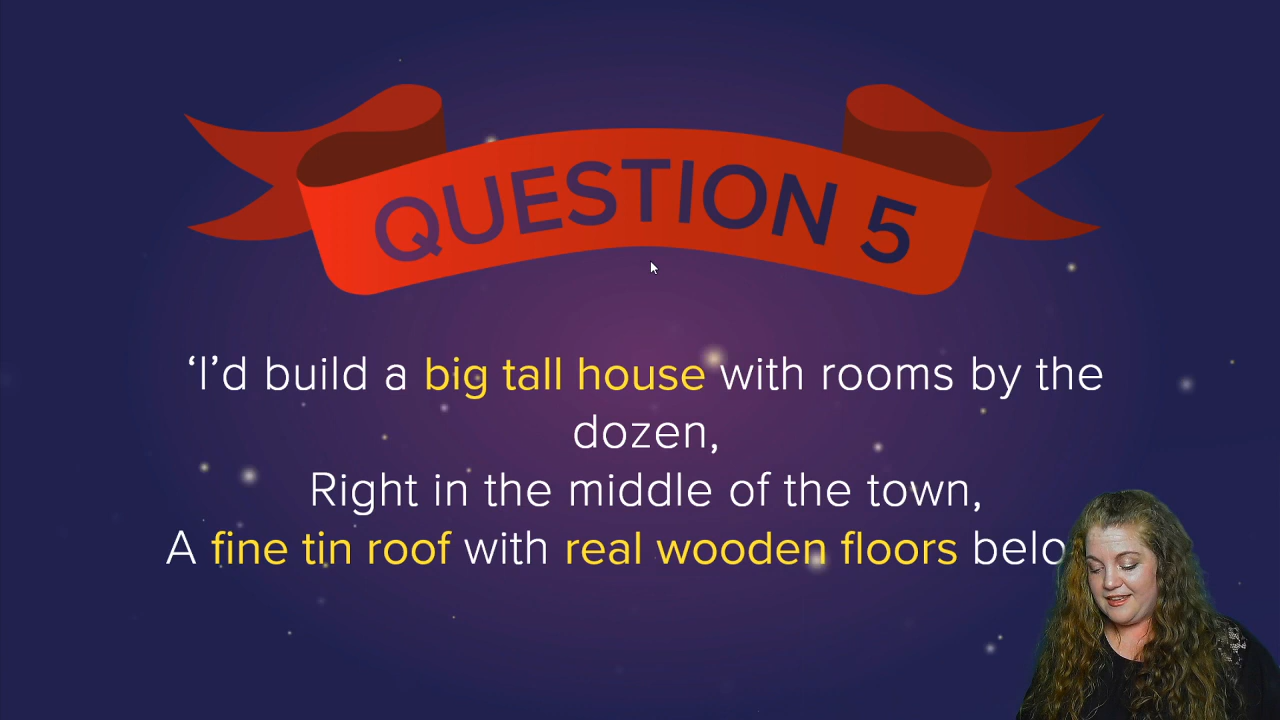 QUESTION 5
‘I’d build a big tall house with rooms by the
dozen,
Right in the middle of the town,
A fine tin roof with real wooden floors